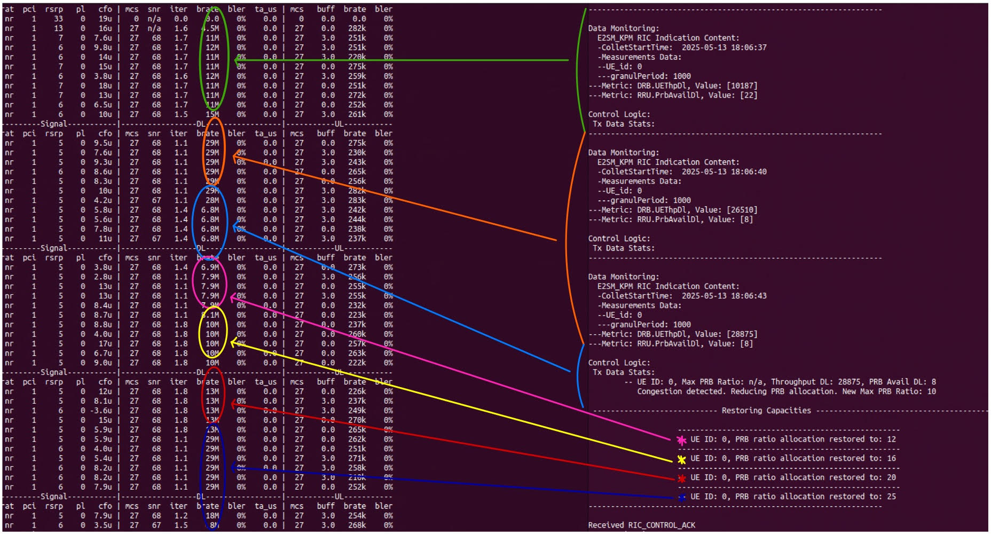 rat pci rsrp pl cfo | mcs snr iter brate bler ta_us | mcs buff brate bler
nr 1 33 0 19u | 0 n/a 0.0 0.0 0% 0.0 | 0 0.0 0.0 0%
nr 1 13 0 16u | 27 n/a 1.6 4.5M 0% 0.0 | 27 0.0 282k 0%
nr 1 7 0 7.6u | 27 68 1.7 11M 0% 0.0 | 27 3.0 251k 0%
nr 1 6 0 9.8u | 27 68 1.7 12M 0% 0.0 | 27 3.0 251k 0%
nr 1 6 0 14u | 27 68 1.7 11M 0% 0.0 | 27 3.0 220k 0%
nr 1 7 0 15u | 27 68 1.7 11M 0% 0.0 | 27 0.0 275k 0%
nr 1 6 0 3.8u | 27 68 1.6 12M 0% 0.0 | 27 3.0 259k 0%
nr 1 7 0 18u | 27 68 1.7 11M 0% 0.0 | 27 0.0 251k 0%
nr 1 7 0 13u | 27 68 1.7 11M 0% 0.0 | 27 0.0 272k 0%
nr 1 6 0 6.5u | 27 68 1.7 11M 0% 0.0 | 27 0.0 252k 0%
nr 1 6 0 10u | 27 68 1.5 15M 0% 0.0 | 27 3.0 261k 0%
---------Signal-----------|-----------------DL-----------------|-----------UL-----------
rat pci rsrp pl cfo | mcs snr iter brate bler ta_us | mcs buff brate bler
nr 1 5 0 9.5u | 27 68 1.1 29M 0% 0.0 | 27 0.0 275k 0%
nr 1 5 0 7.6u | 27 68 1.1 29M 0% 0.0 | 27 3.0 230k 0%
nr 1 5 0 9.3u | 27 68 1.1 29M 0% 0.0 | 27 0.0 243k 0%
nr 1 6 0 8.6u | 27 68 1.1 29M 0% 0.0 | 27 0.0 265k 0%
nr 1 5 0 8.3u | 27 68 1.1 29M 0% 0.0 | 27 0.0 256k 0%
nr 1 5 0 10u | 27 68 1.1 29M 0% 0.0 | 27 3.0 282k 0%
nr 1 5 0 4.2u | 27 67 1.1 28M 0% 0.0 | 27 3.0 283k 0%
nr 1 5 0 5.8u | 27 68 1.4 6.8M 0% 0.0 | 27 3.0 242k 0%
nr 1 5 0 5.6u | 27 68 1.4 6.8M 0% 0.0 | 27 3.0 244k 0%
nr 1 5 0 7.8u | 27 68 1.4 6.8M 0% 0.0 | 27 0.0 238k 0%
nr 1 5 0 11u | 27 67 1.4 6.8M 0% 0.0 | 27 3.0 237k 0%
---------Signal-----------|-----------------DL-----------------|-----------UL-----------
rat pci rsrp pl cfo | mcs snr iter brate bler ta_us | mcs buff brate bler
nr 1 5 0 3.8u | 27 68 1.4 6.9M 0% 0.0 | 27 0.0 273k 0%
nr 1 5 0 2.8u | 27 68 1.1 7.9M 0% 0.0 | 27 3.0 256k 0%
nr 1 5 0 13u | 27 68 1.1 7.9M 0% 0.0 | 27 0.0 255k 0%
nr 1 5 0 13u | 27 68 1.1 7.9M 0% 0.0 | 27 3.0 255k 0%
nr 1 5 0 8.4u | 27 68 1.1 7.9M 0% 0.0 | 27 0.0 232k 0%
nr 1 5 0 8.7u | 27 68 1.1 8.1M 0% 0.0 | 27 0.0 223k 0%
nr 1 5 0 8.8u | 27 68 1.8 10M 0% 0.0 | 27 0.0 237k 0%
nr 1 5 0 4.0u | 27 68 1.8 10M 0% 0.0 | 27 0.0 260k 0%
nr 1 5 0 17u | 27 68 1.8 10M 0% 0.0 | 27 0.0 257k 0%
nr 1 5 0 6.7u | 27 68 1.8 10M 0% 0.0 | 27 0.0 263k 0%
nr 1 5 0 9.0u | 27 68 1.8 10M 0% 0.0 | 27 0.0 222k 0%
---------Signal-----------|-----------------DL-----------------|-----------UL-----------
rat pci rsrp pl cfo | mcs snr iter brate bler ta_us | mcs buff brate bler
nr 1 5 0 12u | 27 68 1.8 13M 0% 0.0 | 27 0.0 226k 0%
nr 1 5 0 8.1u | 27 68 1.8 13M 0% 0.0 | 27 3.0 237k 0%
nr 1 6 0 -3.6u | 27 68 1.8 13M 0% 0.0 | 27 3.0 249k 0%
nr 1 5 0 15u | 27 68 1.8 13M 0% 0.0 | 27 0.0 270k 0%
nr 1 5 0 5.9u | 27 68 1.8 13M 0% 0.0 | 27 0.0 265k 0%
nr 1 5 0 5.9u | 27 68 1.1 29M 0% 0.0 | 27 0.0 262k 0%
nr 1 6 0 4.0u | 27 68 1.1 29M 0% 0.0 | 27 0.0 251k 0%
nr 1 5 0 5.4u | 27 68 1.1 29M 0% 0.0 | 27 3.0 271k 0%
nr 1 6 0 8.2u | 27 68 1.1 29M 0% 0.0 | 27 3.0 258k 0%
nr 1 6 0 8.2u | 27 68 1.1 29M 0% 0.0 | 27 3.0 210k 0%
nr 1 6 0 7.9u | 27 68 1.1 29M 0% 0.0 | 27 0.0 252k 0%
---------Signal-----------|-----------------DL-----------------|-----------UL-----------
rat pci rsrp pl cfo | mcs snr iter brate bler ta_us | mcs buff brate bler
nr 1 5 0 7.9u | 27 68 1.2 18M 0% 0.0 | 27 3.0 254k 0%
nr 1 6 0 3.5u | 27 67 1.5 8M 0% 0.0 | 27 3.0 268k 0%
------------------------------------------------------------------
Data Monitoring:
E2SM_KPM RIC Indication Content:
-ColletStartTime: 2025-05-13 18:06:37
-Measurements Data:
--UE_id: 0
---granulPeriod: 1000
---Metric: DRB.UEThpDl, Value: [10187]
---Metric: RRU.PrbAvailDl, Value: [22]
Control Logic:
Tx Data Stats:
------------------------------------------------------------------
Data Monitoring:
E2SM_KPM RIC Indication Content:
-ColletStartTime: 2025-05-13 18:06:40
-Measurements Data:
--UE_id: 0
---granulPeriod: 1000
---Metric: DRB.UEThpDl, Value: [26510]
---Metric: RRU.PrbAvailDl, Value: [8]
Control Logic:
Tx Data Stats:
------------------------------------------------------------------
Data Monitoring:
E2SM_KPM RIC Indication Content:
-ColletStartTime: 2025-05-13 18:06:43
-Measurements Data:
--UE_id: 0
---granulPeriod: 1000
---Metric: DRB.UEThpDl, Value: [28875]
---Metric: RRU.PrbAvailDl, Value: [8]
Control Logic:
Tx Data Stats:
-- UE ID: 0, Max PRB Ratio: n/a, Throughput DL: 28875, PRB Avail DL: 8
Congestion detected. Reducing PRB allocation. New Max PRB Ratio: 10
---------------------------- Restoring Capacities ---------------------------------------
--------------------------------------------------
UE ID: 0, PRB ratio allocation restored to: 12
--------------------------------------------------
UE ID: 0, PRB ratio allocation restored to: 16
--------------------------------------------------
UE ID: 0, PRB ratio allocation restored to: 20
--------------------------------------------------
UE ID: 0, PRB ratio allocation restored to: 25
------------------------------------------------------------------
Received RIC_CONTROL_ACK